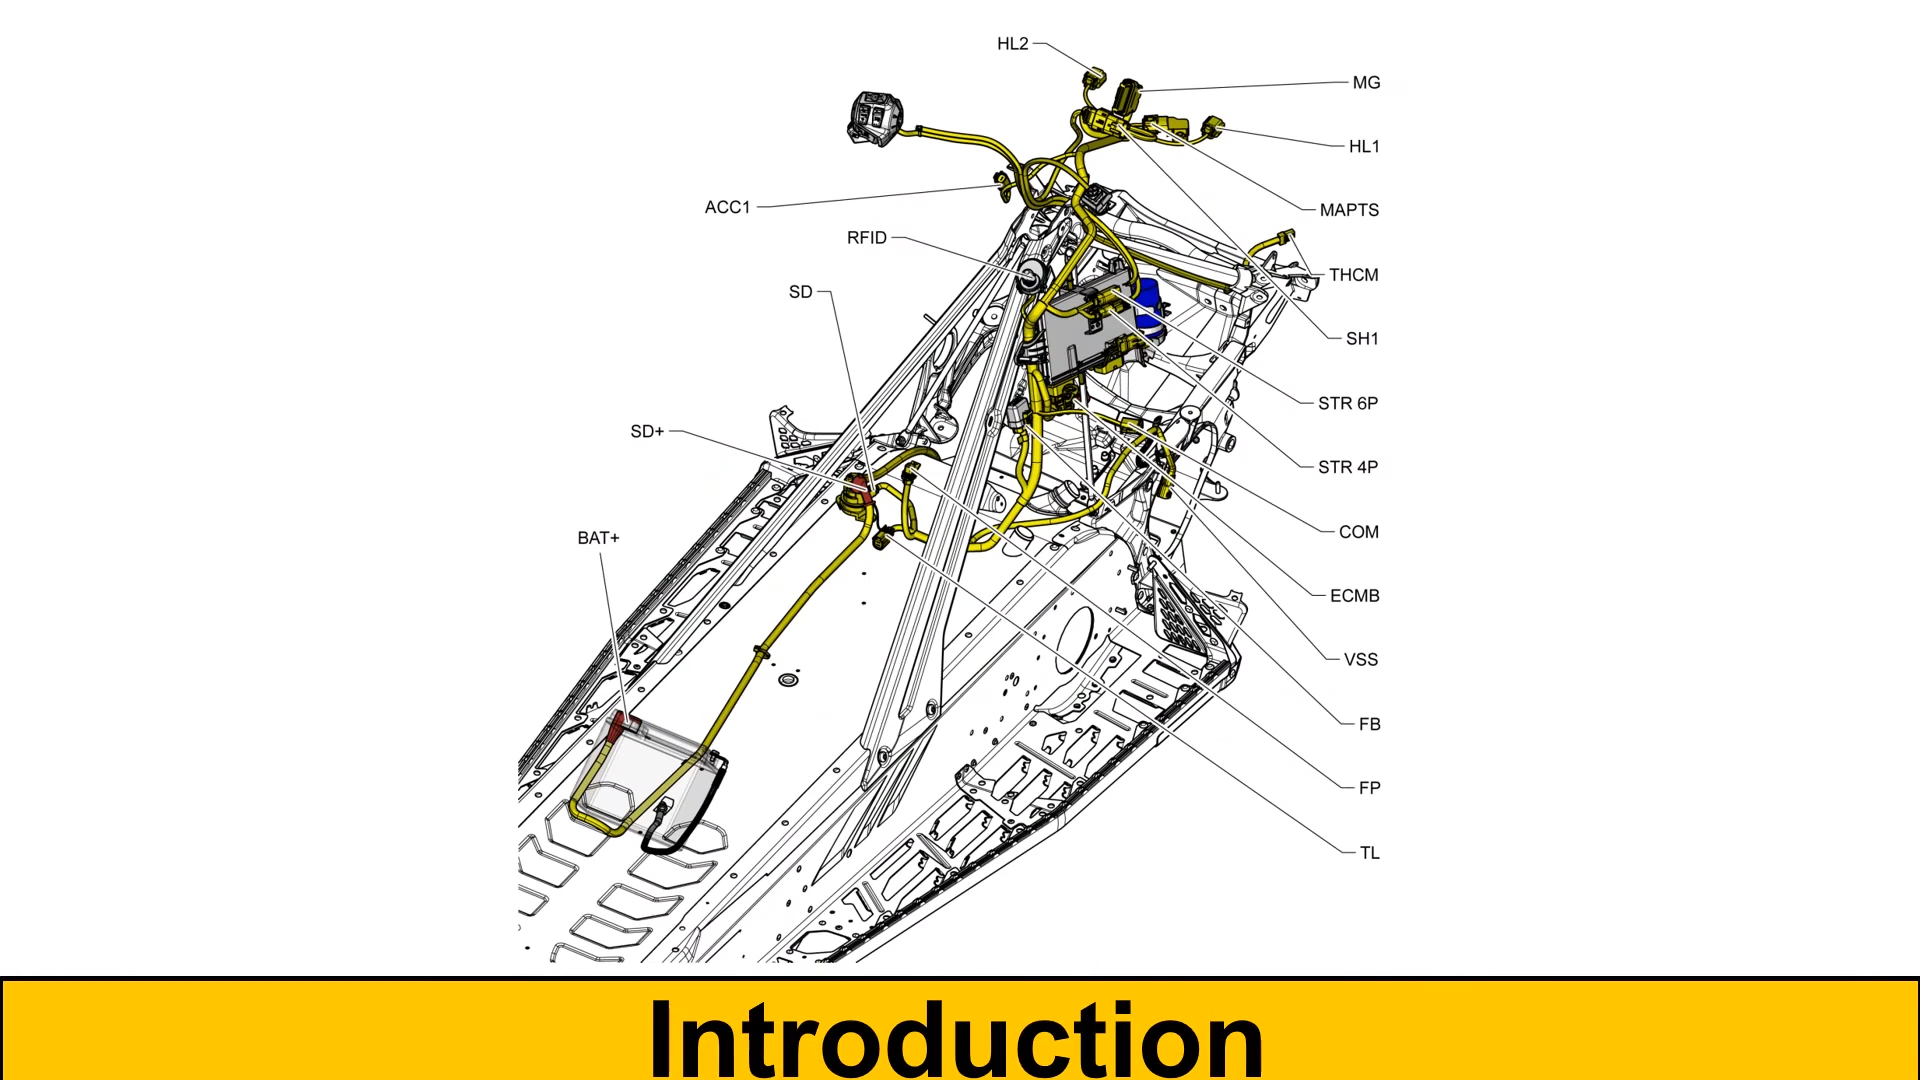 HL2
MG
HL1
ACC1
MAPTS
RFID
THCM
SD
SH1
STR 6P
SD+
STR 4P
COM
BAT+
ECMB
VSS
FB
FP
TL
Introduction